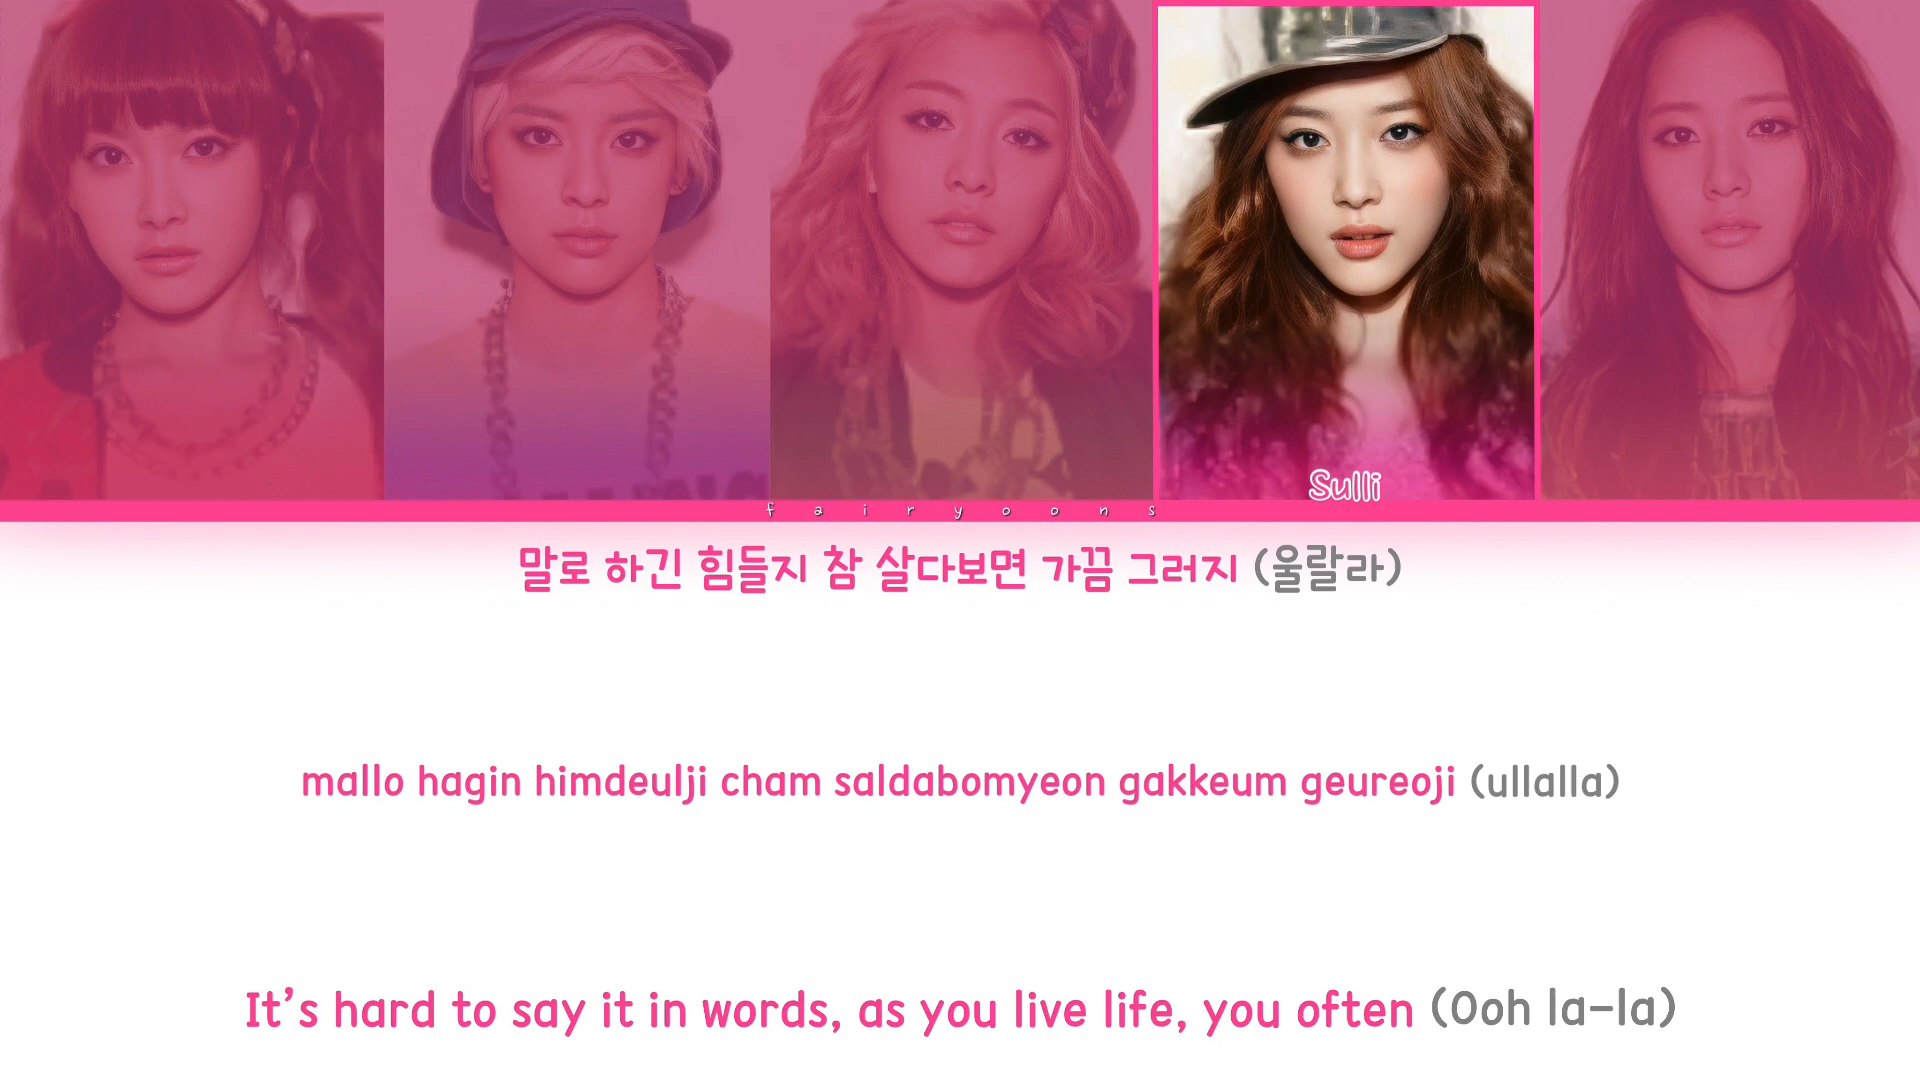 Sulli
fairyoons
말로 하긴 힘들지 참 살다보면 가끔 그러지 (울랄라)
mallo hagin himdeulji cham saldabomyeon gakkeum geureoji (ullalla)
It's hard to say it in words, as you live life, you often (Ooh la-la)